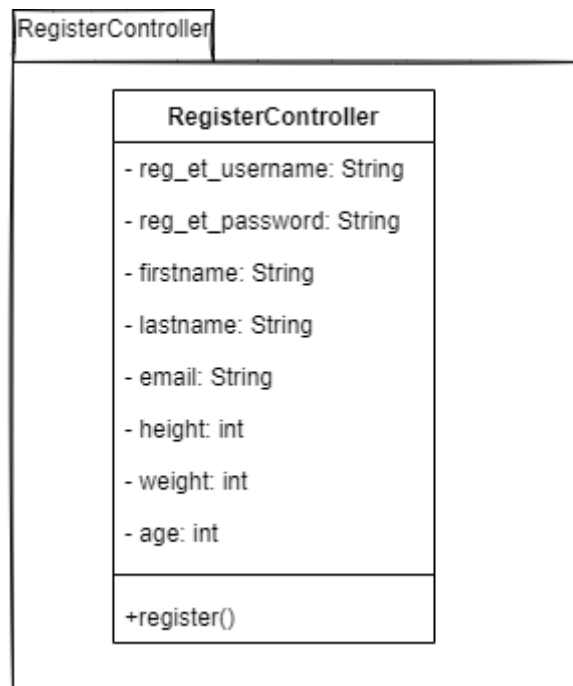 RegisterController
RegisterController
- reg_et_username: String
- reg_et_password: String
- firstname: String
- lastname: String
- email: String
- height: int
- weight: int
- age: int
+register()